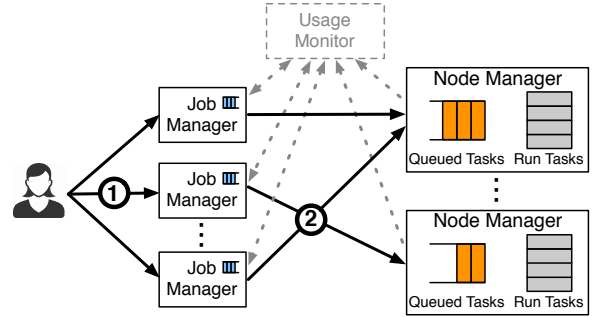 Usage
Monitor
Job
Manager
Node Manager
Queued Tasks Run Tasks
1
Job
Manager
2
Job
Manager
Node Manager
Queued Tasks Run Tasks